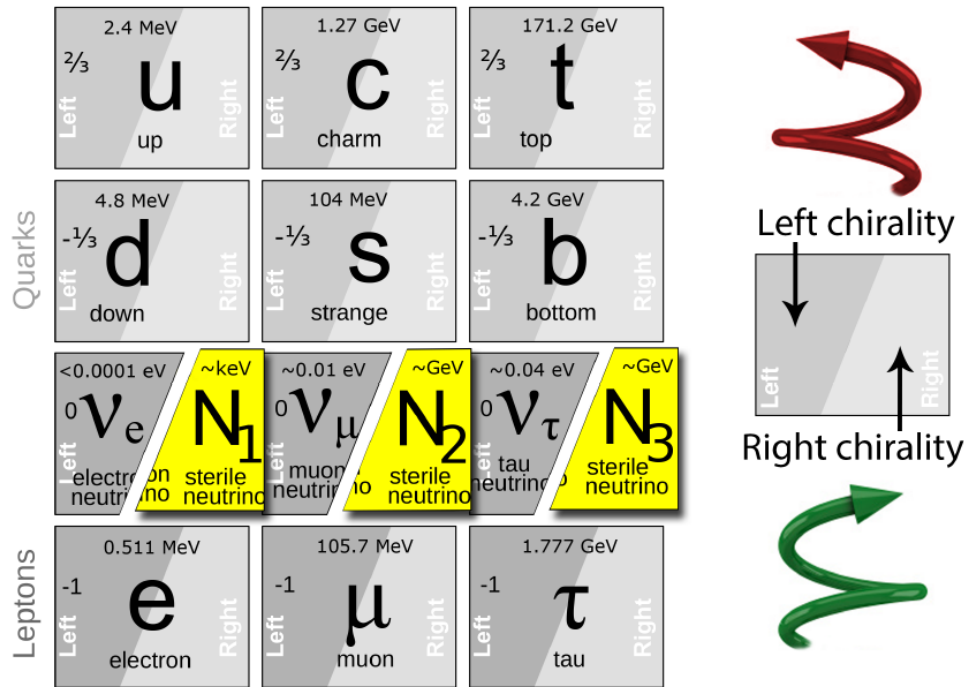 2.4 MeV
⅔
u
Left
Right
up
1.27 GeV
⅔
c
charm
171.2 GeV
⅔
t
Left
Right
top
Quarks
4.8 MeV
-⅓
d
Left
Right
down
104 MeV
-⅓
s
strange
4.2 GeV
-⅓
b
Left
Right
bottom
<0.0001 eV
0
νe
Left
electron
neutrino
~keV
N1
sterile
neutrino
~0.01 eV
0
νμ
Left
muon
neutrino
~GeV
N2
sterile
neutrino
~0.04 eV
0
ντ
Left
tau
neutrino
~GeV
N3
sterile
neutrino
Leptons
0.511 MeV
-1
e
Left
Right
electron
105.7 MeV
-1
μ
Left
Right
muon
1.777 GeV
-1
τ
Left
Right
tau
Left chirality
Left
Right
Right chirality